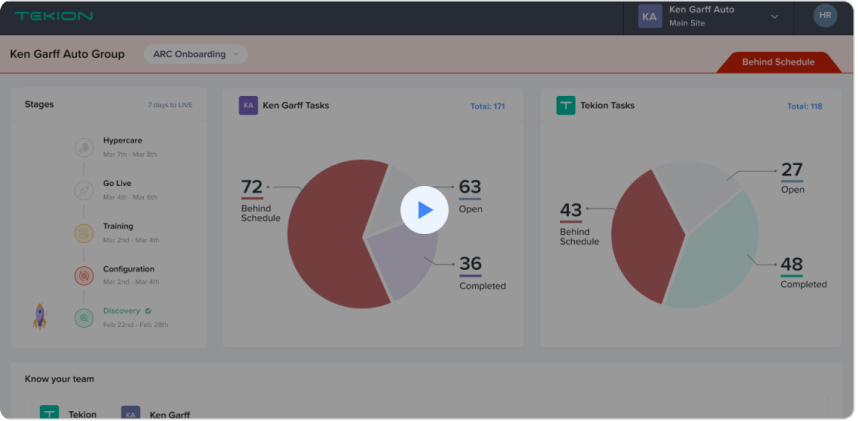 TEKION
KA
Ken Garff Auto
Main Site
HR
Ken Garff Auto Group
ARC Onboarding
Behind Schedule
Stages
7 days to LIVE
Hypercare
Mar 7th - Mar 8th
Go Live
Mar 4th - Mar 6th
Training
Mar 2nd - Mar 4th
Configuration
Mar 2nd - Mar 4th
Discovery
Feb 22nd - Feb 28th
KA Ken Garff Tasks
Total: 171
72
Behind
Schedule
63
Open
36
Completed
T Tekion Tasks
Total: 118
43
Behind
Schedule
27
Open
48
Completed
Know your team
T Tekion
KA Ken Garff